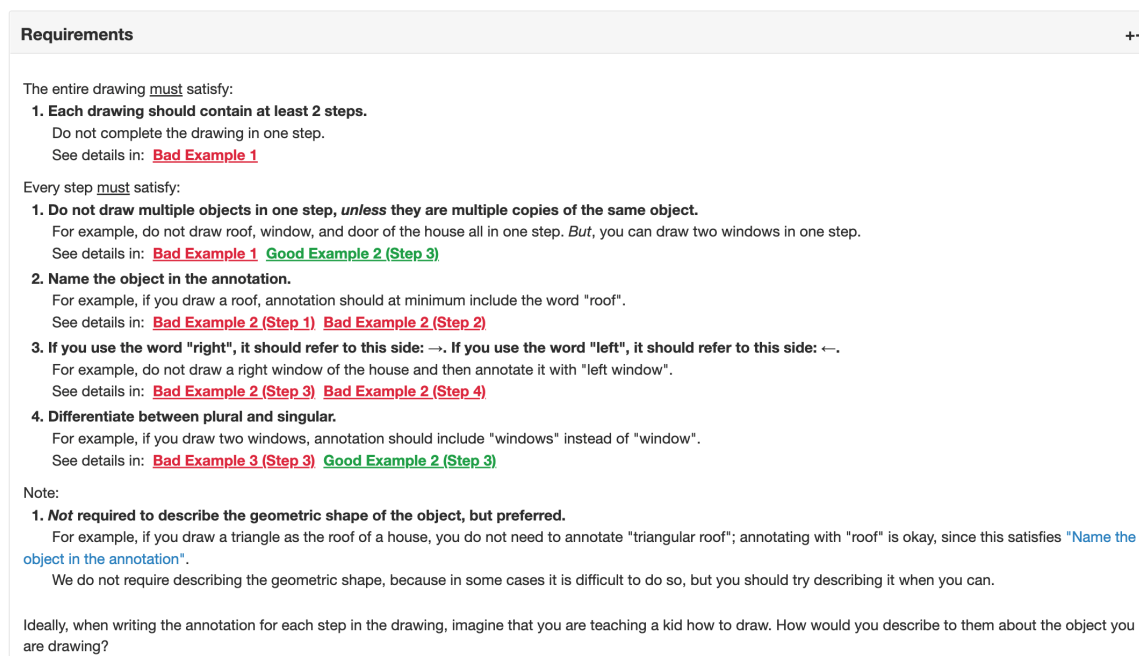 Requirements
The entire drawing must satisfy:
1. Each drawing should contain at least 2 steps.
Do not complete the drawing in one step.
See details in: Bad Example 1
Every step must satisfy:
1. Do not draw multiple objects in one step, unless they are multiple copies of the same object.
For example, do not draw roof, window, and door of the house all in one step. But, you can draw two windows in one step.
See details in: Bad Example 1 Good Example 2 (Step 3)
2. Name the object in the annotation.
For example, if you draw a roof, annotation should at minimum include the word "roof".
See details in: Bad Example 2 (Step 1) Bad Example 2 (Step 2)
3. If you use the word "right", it should refer to this side: →. If you use the word "left", it should refer to this side: ←.
For example, do not draw a right window of the house and then annotate it with "left window".
See details in: Bad Example 2 (Step 3) Bad Example 2 (Step 4)
4. Differentiate between plural and singular.
For example, if you draw two windows, annotation should include "windows" instead of "window".
See details in: Bad Example 3 (Step 3) Good Example 2 (Step 3)
Note:
1. Not required to describe the geometric shape of the object, but preferred.
For example, if you draw a triangle as the roof of a house, you do not need to annotate "triangular roof"; annotating with "roof" is okay, since this satisfies "Name the
object in the annotation".
We do not require describing the geometric shape, because in some cases it is difficult to do so, but you should try describing it when you can.
Ideally, when writing the annotation for each step in the drawing, imagine that you are teaching a kid how to draw. How would you describe to them about the object you
are drawing?